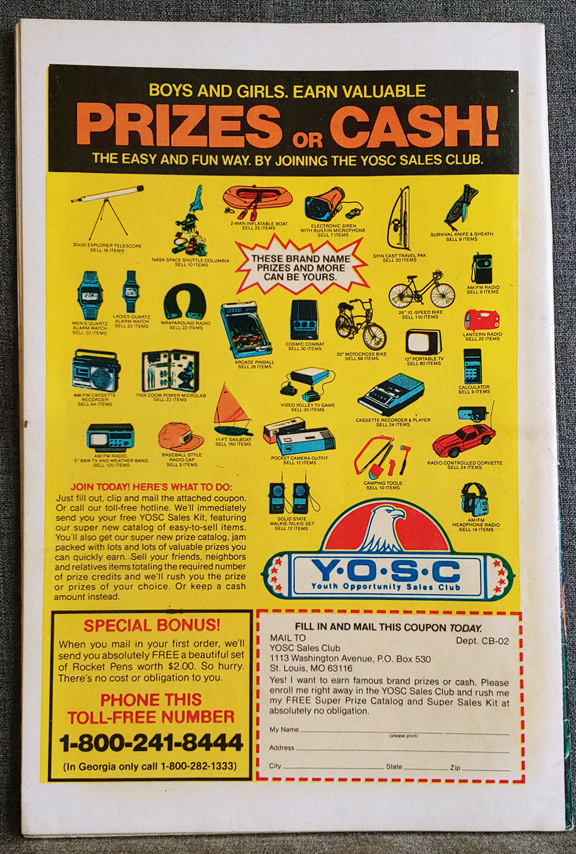 BOYS AND GIRLS. EARN VALUABLE
PRIZES OR CASH!
THE EASY AND FUN WAY. BY JOINING THE YOSC SALES CLUB.
30x30 EXPLORER TELESCOPE
SELL 18 ITEMS
NASA SPACE SHUTTLE COLUMBIA
SELL 10 ITEMS
2-MAN INFLATABLE BOAT
SELL 22 ITEMS
ELECTRONIC SIREN
WITH BUILT-IN MICROPHONE
SELL 7 ITEMS
SPIN CAST TRAVEL PAK
SELL 20 ITEMS
SURVIVAL KNIFE & SHEATH
SELL 9 ITEMS
THESE BRAND NAME
PRIZES AND MORE
CAN BE YOURS.
MEN'S QUARTZ
ALARM WATCH
SELL 22 ITEMS
LADIES QUARTZ
ALARM WATCH
SELL 22 ITEMS
WRAPAROUND RADIO
SELL 22 ITEMS
ARCADE PINBALL
SELL 26 ITEMS
COSMIC COMBAT
SELL 30 ITEMS
20" MOTOCROSS BIKE
SELL 88 ITEMS
26" 10-SPEED BIKE
SELL 110 ITEMS
12" PORTABLE TV
SELL 80 ITEMS
AM/FM RADIO
SELL 9 ITEMS
LANTERN RADIO
SELL 22 ITEMS
CALCULATOR
SELL 9 ITEMS
AM/FM CASSETTE
RECORDER
SELL 64 ITEMS
750X ZOOM POWER MICROLAB
SELL 22 ITEMS
11-FT. SAILBOAT
SELL 160 ITEMS
VIDEO VOLLEY TV GAME
SELL 35 ITEMS
CASSETTE RECORDER & PLAYER
SELL 24 ITEMS
AM/FM RADIO
5" B&W TV AND WEATHER BAND
SELL 120 ITEMS
BASEBALL STYLE
RADIO CAP
SELL 9 ITEMS
POCKET CAMERA OUTFIT
SELL 12 ITEMS
CAMPING TOOLS
SELL 10 ITEMS
RADIO CONTROLLED CORVETTE
SELL 24 ITEMS
SOLID STATE
WALKIE-TALKIE SET
SELL 12 ITEMS
AM/FM
HEADPHONE RADIO
SELL 14 ITEMS
JOIN TODAY! HERE'S WHAT TO DO:
Just fill out, clip and mail the attached coupon.
Or call our toll-free hotline. We'll immediately
send you your free YOSC Sales Kit, featuring
our super new catalog of easy-to-sell items.
You'll also get our super new prize catalog, jam
packed with lots and lots of valuable prizes you
can quickly earn. Sell your friends, neighbors
and relatives items totaling the required number
of prize credits and we'll rush you the prize
or prizes of your choice. Or keep a cash
amount instead.
Y·O·S·C
Youth Opportunity Sales Club
SPECIAL BONUS!
When you mail in your first order, we'll
send you absolutely FREE a beautiful set
of Rocket Pens worth $2.00. So hurry.
There's no cost or obligation to you.
PHONE THIS
TOLL-FREE NUMBER
1-800-241-8444
(In Georgia only call 1-800-282-1333)
FILL IN AND MAIL THIS COUPON TODAY.
MAIL TO Dept. CB-02
YOSC Sales Club
1113 Washington Avenue, P.O. Box 530
St. Louis, MO 63116
Yes! I want to earn famous brand prizes or cash. Please
enroll me right away in the YOSC Sales Club and rush me
my FREE Super Prize Catalog and Super Sales Kit at
absolutely no obligation.
My Name
(please print)
Address
City State Zip